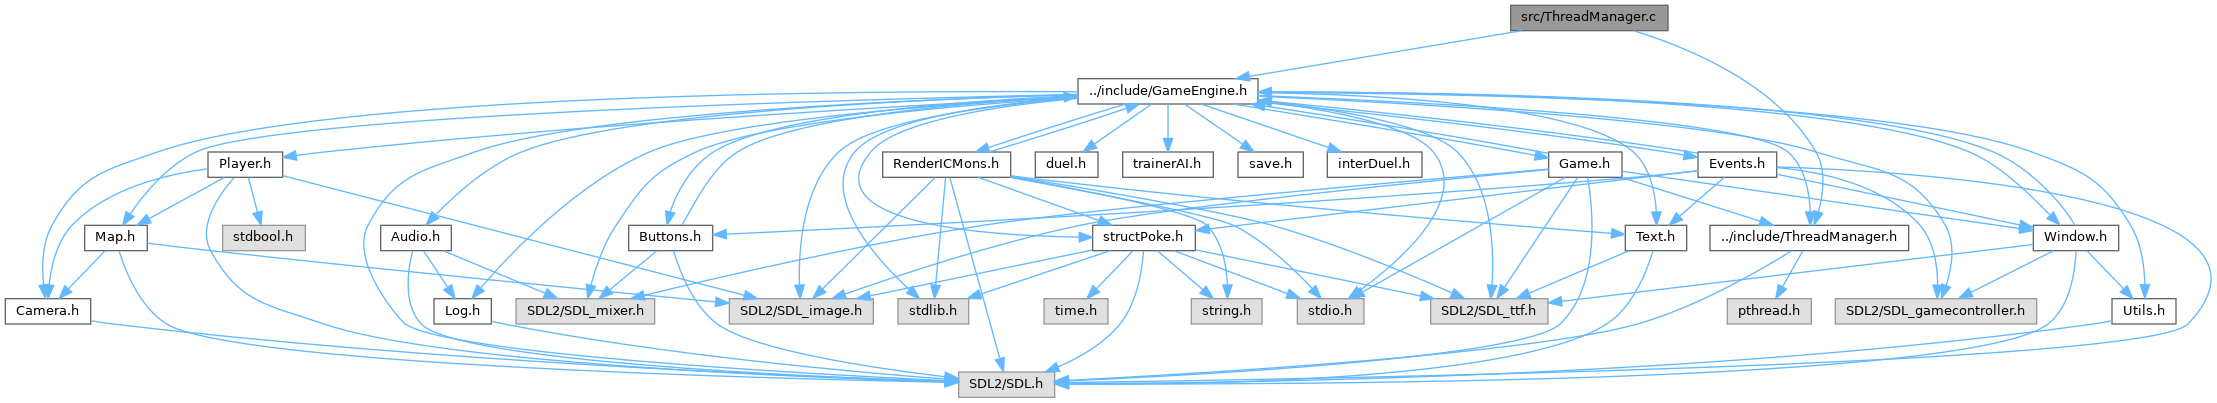 src/ThreadManager.c
../include/GameEngine.h
Player.h
RenderICMons.h
duel.h
trainerAI.h
save.h
interDuel.h
Game.h
Events.h
Map.h
stdbool.h
Audio.h
Buttons.h
structPoke.h
Text.h
../include/ThreadManager.h
Window.h
Camera.h
Log.h
SDL2/SDL_mixer.h
SDL2/SDL_image.h
stdlib.h
time.h
string.h
stdio.h
SDL2/SDL_ttf.h
pthread.h
SDL2/SDL_gamecontroller.h
Utils.h
SDL2/SDL.h